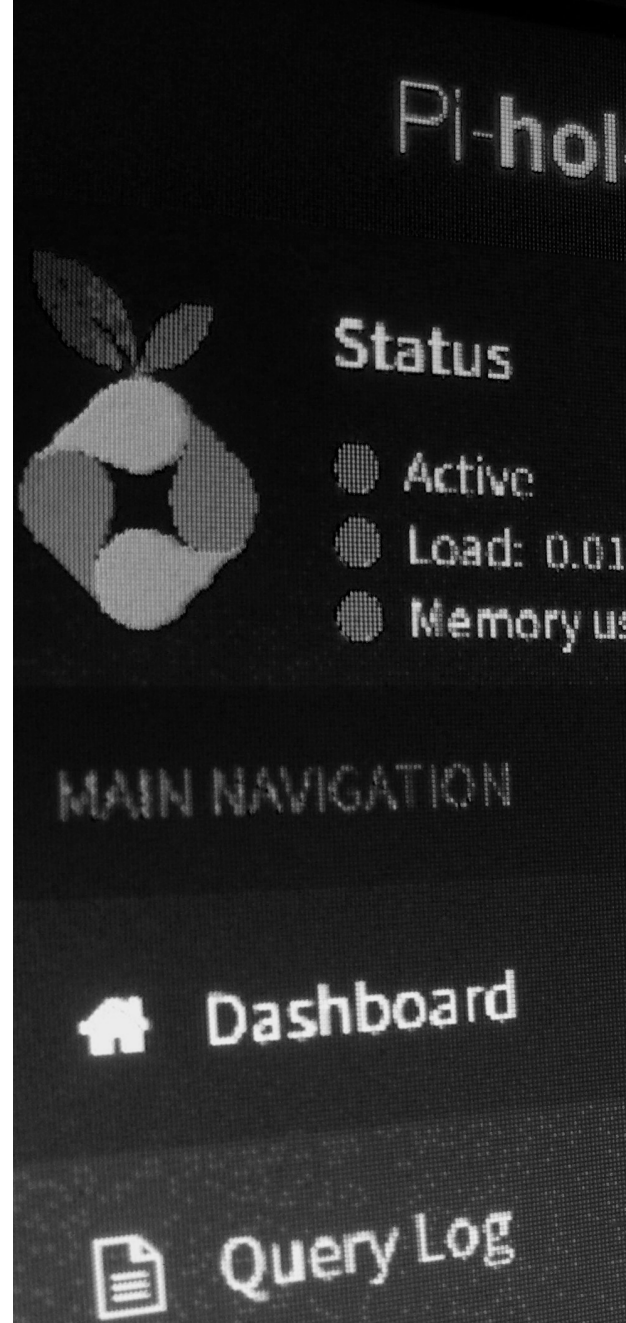 Pi-hol
Status
Active
Load: 0.01
Memory us
MAIN NAVIGATION
Dashboard
Query Log